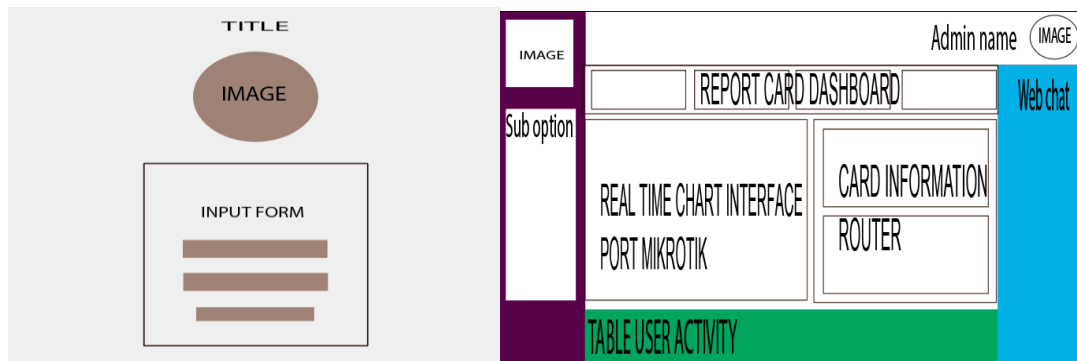 TITLE
IMAGE
INPUT FORM
IMAGE
Sub option
Admin name
IMAGE
REPORT CARD DASHBOARD
Web chat
REAL TIME CHART INTERFACE
PORT MIKROTIK
CARD INFORMATION
ROUTER
TABLE USER ACTIVITY